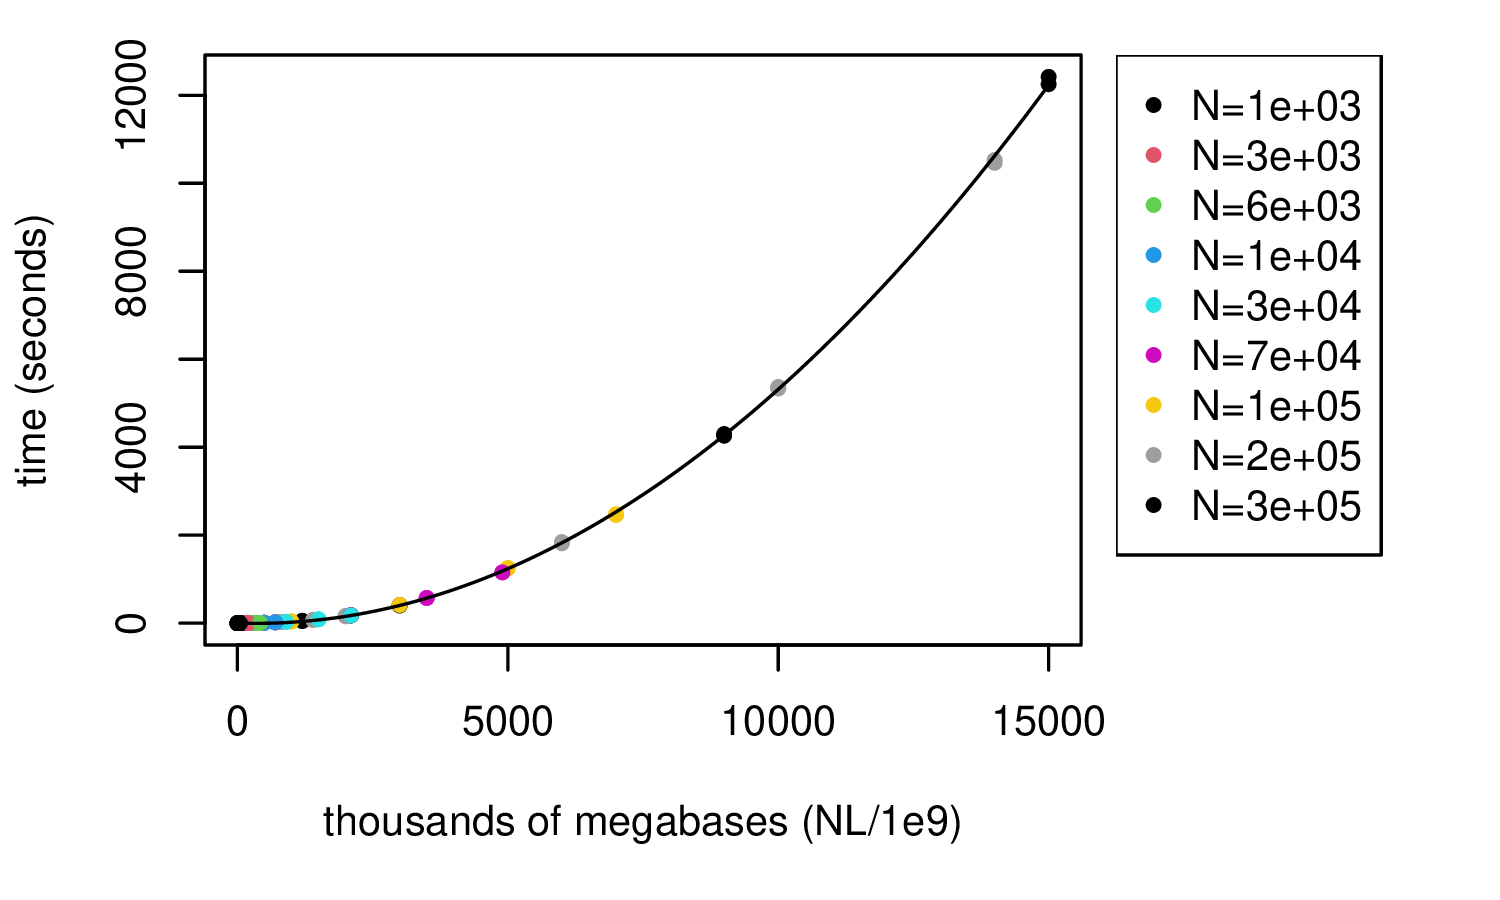 12000
8000
4000
0
time (seconds)
0 5000 10000 15000
thousands of megabases (NL/1e9)
N=1e+03
N=3e+03
N=6e+03
N=1e+04
N=3e+04
N=7e+04
N=1e+05
N=2e+05
N=3e+05